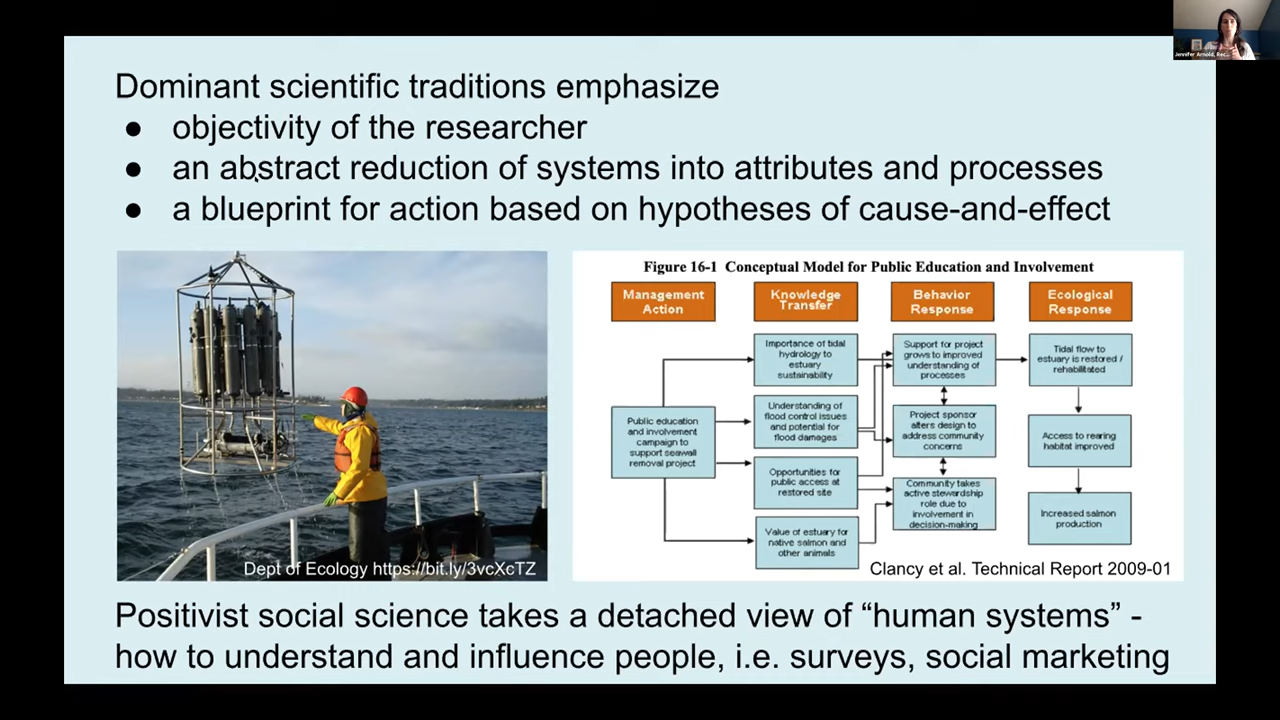 Jennifer Arnold, Rec...
Dominant scientific traditions emphasize
● objectivity of the researcher
● an abstract reduction of systems into attributes and processes
● a blueprint for action based on hypotheses of cause-and-effect
Dept of Ecology https://bit.ly/3vcXcTZ
Figure 16-1 Conceptual Model for Public Education and Involvement
Management
Action
Knowledge
Transfer
Behavior
Response
Ecological
Response
Public education
and involvement
campaign to
support seawall
removal project
Importance of tidal
hydrology to
estuary
sustainability
Understanding of
flood control issues
and potential for
flood damages
Opportunities for
public access at
restored site
Value of estuary for
native salmon and
other animals
Support for project
grows to improved
understanding of
processes
Project sponsor
alters design to
address community
concerns
Community takes
active stewardship
role due to
involvement in
decision-making
Tidal flow to
estuary is restored /
rehabilitated
Access to rearing
habitat improved
Increased salmon
production
Clancy et al. Technical Report 2009-01
Positivist social science takes a detached view of “human systems” -
how to understand and influence people, i.e. surveys, social marketing